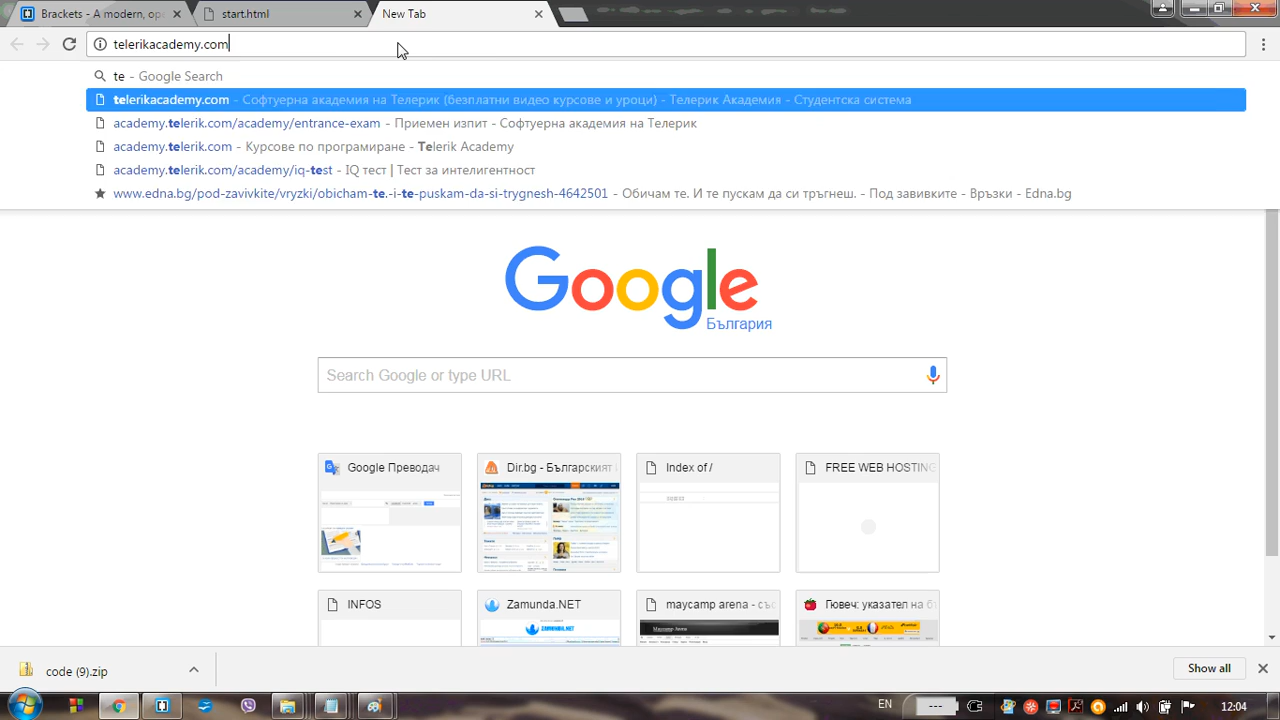 Brackets - A modern, ope
start.html
New Tab
telerikacademy.com
te - Google Search
telerikacademy.com - Софтуерна академия на Телерик (безплатни видео курсове и уроци) - Телерик Академия - Студентска система
academy.telerik.com/academy/entrance-exam - Приемен изпит - Софтуерна академия на Телерик
academy.telerik.com - Курсове по програмиране - Telerik Academy
academy.telerik.com/academy/iq-test - IQ тест | Тест за интелигентност
www.edna.bg/pod-zavivkite/vryzki/obicham-te.-i-te-puskam-da-si-trygnesh-4642501 - Обичам те. И те пускам да си тръгнеш. - Под завивките - Връзки - Edna.bg
Google
България
Search Google or type URL
Google Преводач
Dir.bg - Българският
Index of /
FREE WEB HOSTING
INFOS
Zamunda.NET
maycamp arena - със
Гювеч: указател на б
code (9).zip
Show all
EN
12:04